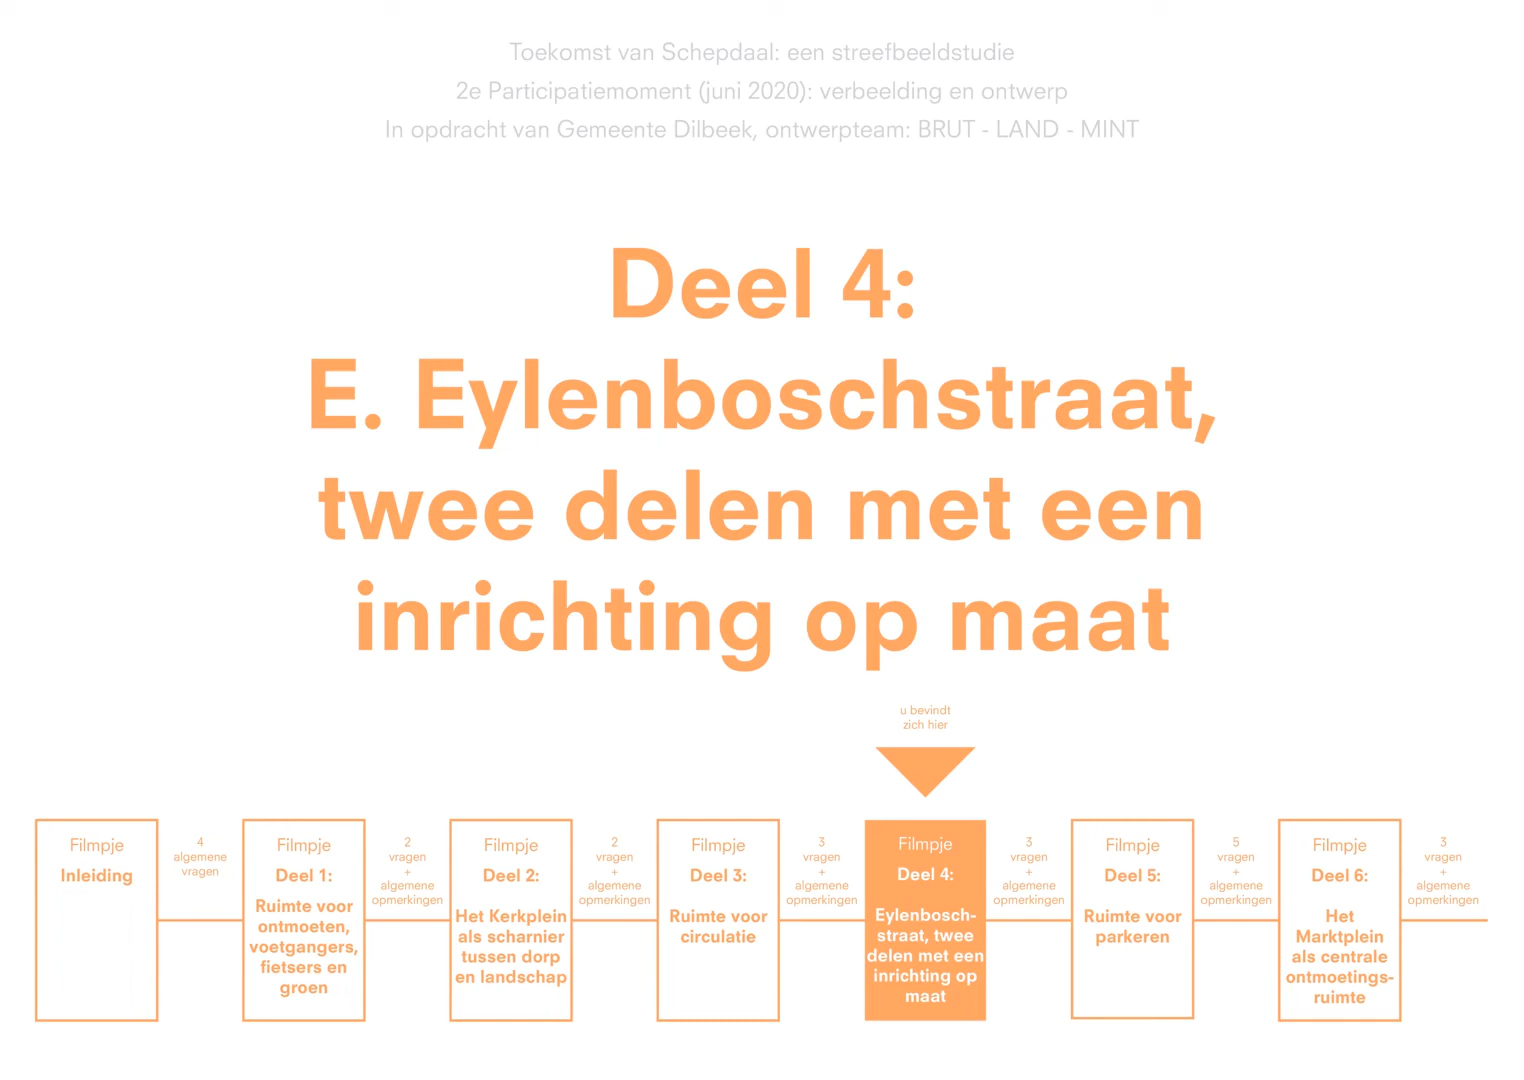 Toekomst van Schepdaal: een streefbeeldstudie
2e Participatiemoment (juni 2020): verbeelding en ontwerp
In opdracht van Gemeente Dilbeek, ontwerpteam: BRUT - LAND - MINT
Deel 4:
E. Eylenboschstraat,
twee delen met een
inrichting op maat
u bevindt
zich hier
Filmpje
Inleiding
4
algemene
vragen
Filmpje
Deel 1:
Ruimte voor
ontmoeten,
voetgangers,
fietsers en
groen
2
vragen
+
algemene
opmerkingen
Filmpje
Deel 2:
Het Kerkplein
als scharnier
tussen dorp
en landschap
2
vragen
+
algemene
opmerkingen
Filmpje
Deel 3:
Ruimte voor
circulatie
3
vragen
+
algemene
opmerkingen
Filmpje
Deel 4:
Eylenbosch-
straat, twee
delen met een
inrichting op
maat
3
vragen
+
algemene
opmerkingen
Filmpje
Deel 5:
Ruimte voor
parkeren
5
vragen
+
algemene
opmerkingen
Filmpje
Deel 6:
Het
Marktplein
als centrale
ontmoetings-
ruimte
3
vragen
+
algemene
opmerkingen